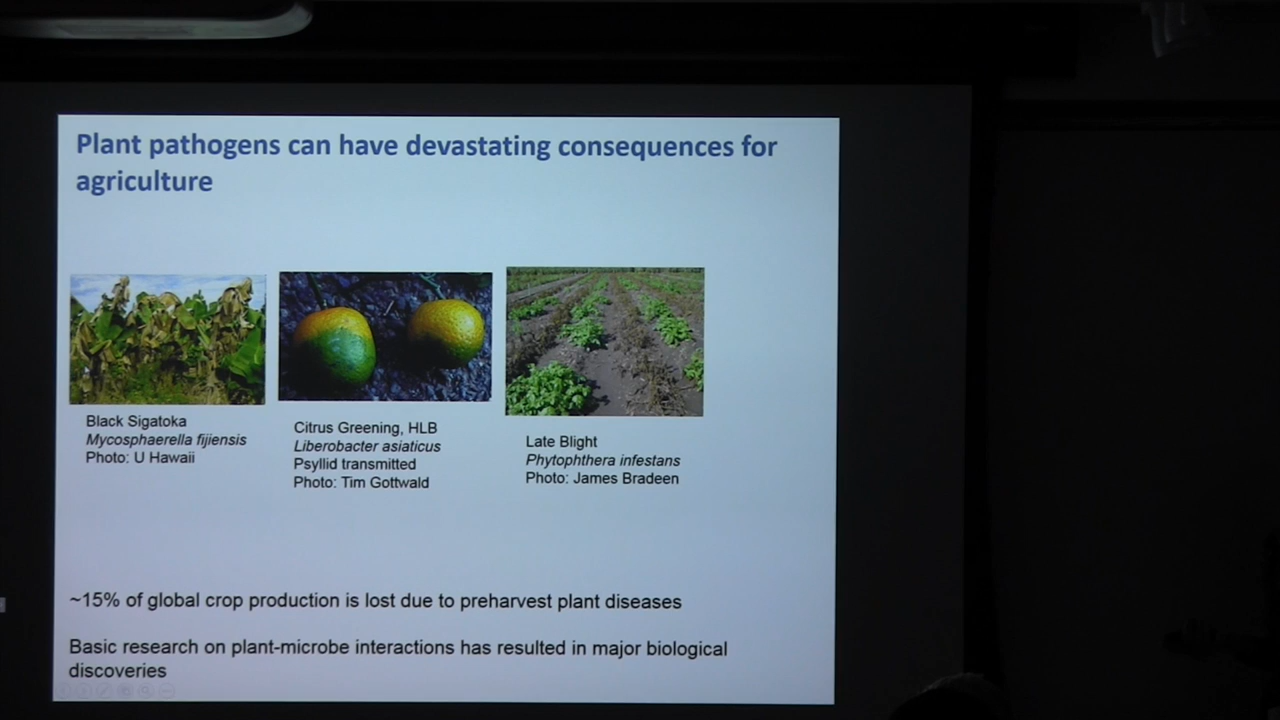 Plant pathogens can have devastating consequences for
agriculture
Black Sigatoka
Mycosphaerella fijiensis
Photo: U Hawaii
Citrus Greening, HLB
Liberobacter asiaticus
Psyllid transmitted
Photo: Tim Gottwald
Late Blight
Phytophthera infestans
Photo: James Bradeen
~15% of global crop production is lost due to preharvest plant diseases
Basic research on plant-microbe interactions has resulted in major biological
discoveries